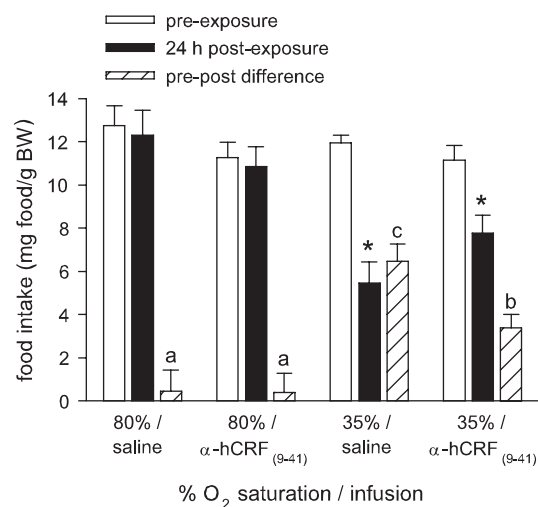 pre-exposure
24 h post-exposure
pre-post difference
food intake (mg food/g BW)
14
12
10
8
6
4
2
0
a
a
*
c
*
b
80% /
saline
80% /
α-hCRF(9-41)
35% /
saline
35% /
α-hCRF(9-41)
% O2 saturation / infusion